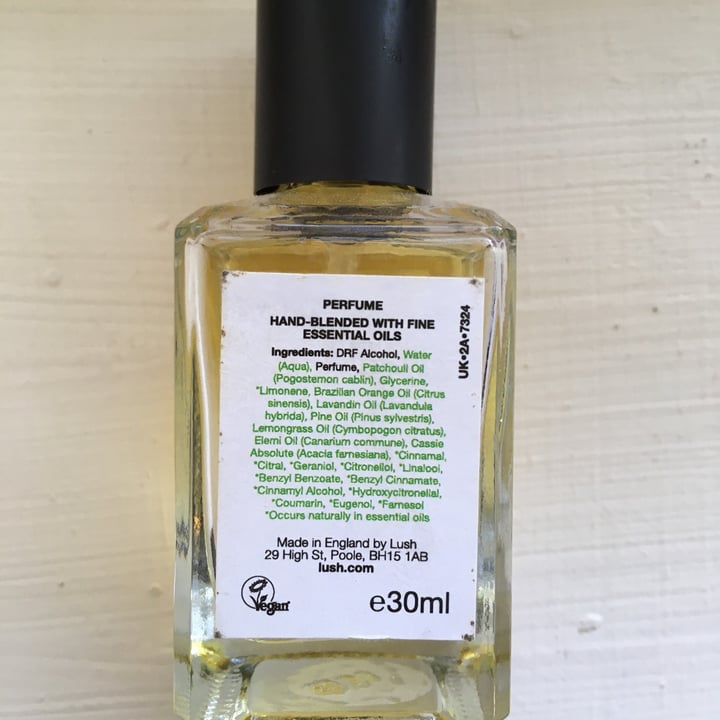 PERFUME
HAND-BLENDED WITH FINE
ESSENTIAL OILS
Ingredients: DRF Alcohol, Water
(Aqua), Perfume, Patchouli Oil
(Pogostemon cablin), Glycerine,
*Limonene, Brazilian Orange Oil (Citrus
sinensis), Lavandin Oil (Lavandula
hybrida), Pine Oil (Pinus sylvestris),
Lemongrass Oil (Cymbopogon citratus),
Elemi Oil (Canarium commune), Cassie
Absolute (Acacia farnesiana), *Cinnamal,
*Citral, *Geraniol, *Citronellol, *Linalool,
*Benzyl Benzoate, *Benzyl Cinnamate,
*Cinnamyl Alcohol, *Hydroxycitronellal,
*Coumarin, *Eugenol, *Farnesol
*Occurs naturally in essential oils
Made in England by Lush
29 High St, Poole, BH15 1AB
lush.com
Vegan
e30ml
UK•2A•7324